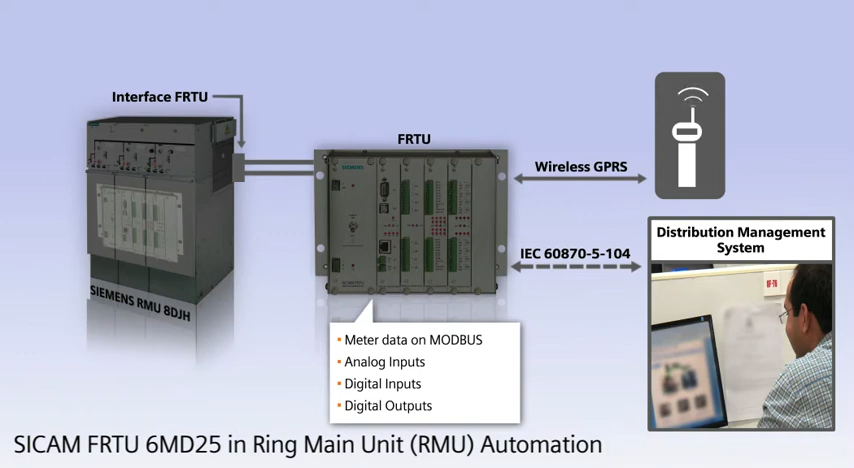 Interface FRTU
FRTU
SIEMENS
Wireless GPRS
IEC 60870-5-104
Distribution Management
System
SIEMENS RMU 8DJH
▪ Meter data on MODBUS
▪ Analog Inputs
▪ Digital Inputs
▪ Digital Outputs
SICAM FRTU 6MD25 in Ring Main Unit (RMU) Automation